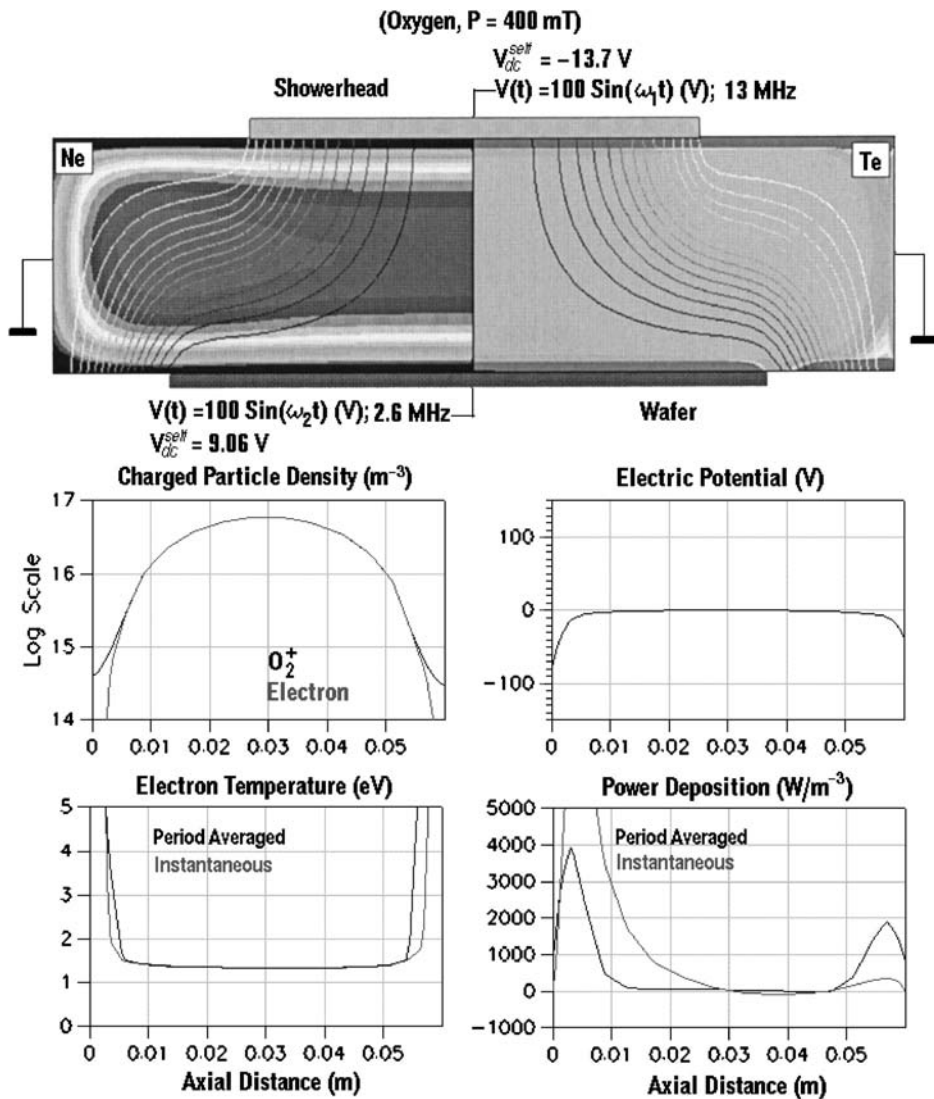 (Oxygen, P = 400 mT)
V_dc^self = −13.7 V
Showerhead
V(t) =100 Sin(ω₁t) (V); 13 MHz
Ne
Te
V(t) =100 Sin(ω₂t) (V); 2.6 MHz
Wafer
V_dc^self = 9.06 V
Charged Particle Density (m⁻³)
17
16
15
14
Log Scale
O₂⁺
Electron
0 0.01 0.02 0.03 0.04 0.05
Electric Potential (V)
100
0
−100
0 0.01 0.02 0.03 0.04 0.05
Electron Temperature (eV)
5
4
3
2
1
0
Period Averaged
Instantaneous
0 0.01 0.02 0.03 0.04 0.05
Axial Distance (m)
Power Deposition (W/m⁻³)
5000
4000
3000
2000
1000
0
−1000
Period Averaged
Instantaneous
0 0.01 0.02 0.03 0.04 0.05
Axial Distance (m)